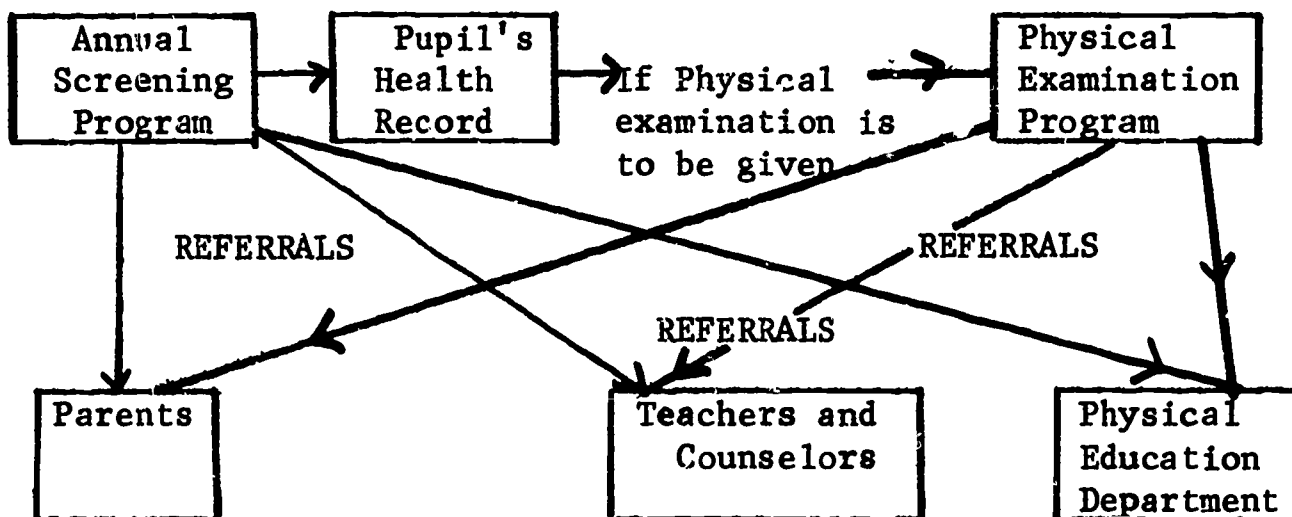 Annual
Screening
Program
Pupil's
Health
Record
If Physical
examination is
to be given
Physical
Examination
Program
REFERRALS
REFERRALS
REFERRALS
Parents
Teachers and
Counselors
Physical
Education
Department